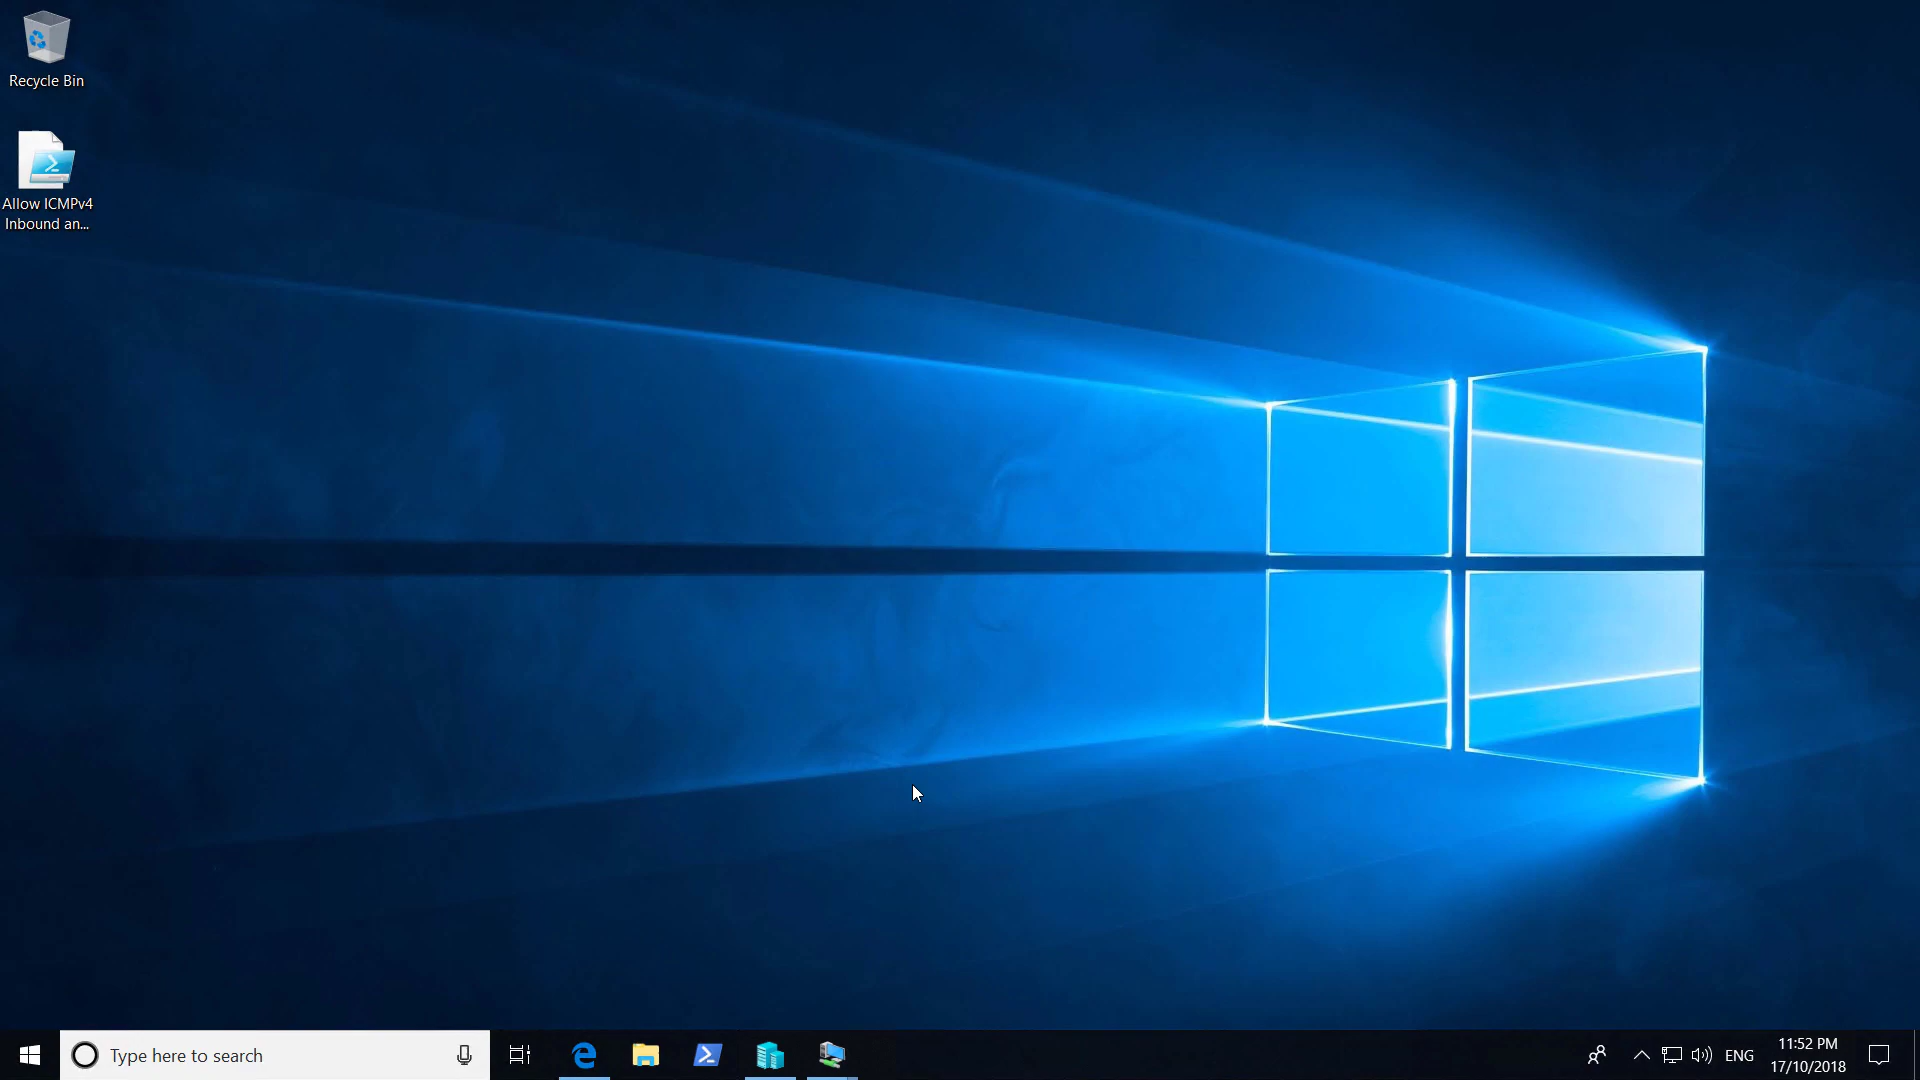 Recycle Bin
Allow ICMPv4
Inbound an...
Type here to search
ENG
11:52 PM
17/10/2018